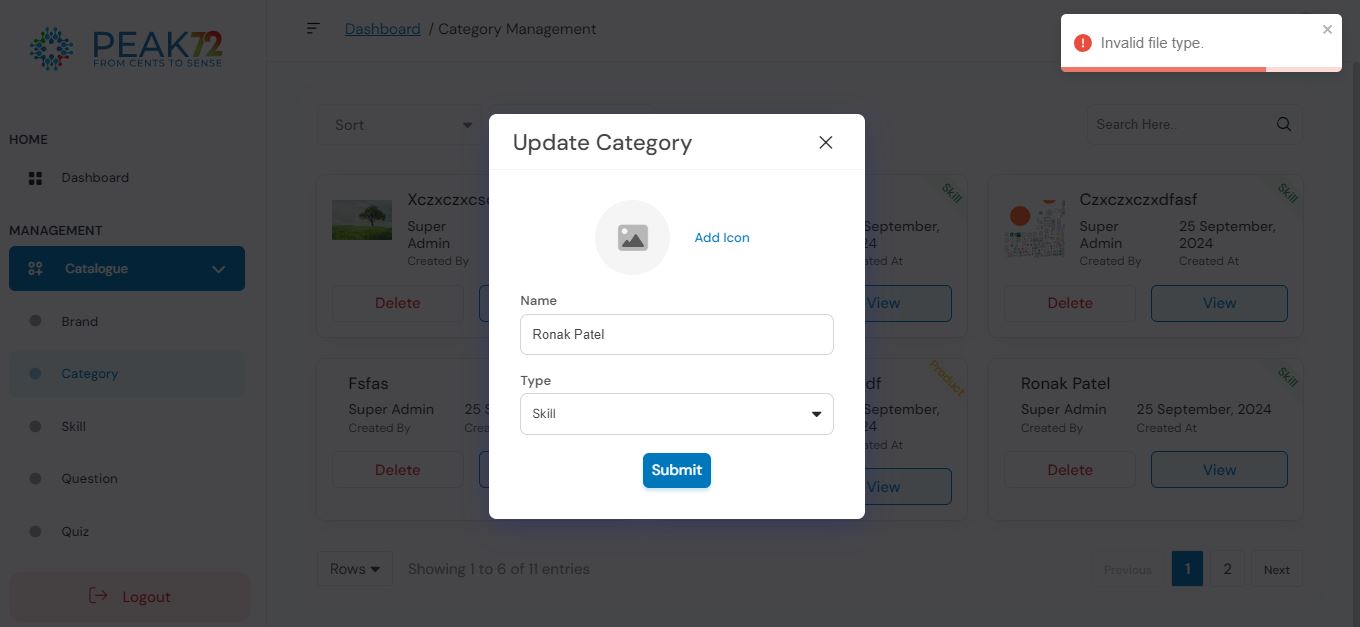 PEAK72
FROM CENTS TO SENSE
Dashboard / Category Management
Invalid file type.
HOME
Dashboard
MANAGEMENT
Catalogue
Brand
Category
Skill
Question
Quiz
Logout
Sort
Search Here..
Xczxczxcs
Super
Admin
Created By
Delete
Skill
September,
24
ated At
View
Czxczxczxdfasf
Skill
Super
Admin
Created By
25 September,
2024
Created At
Delete
View
Fsfas
Super Admin
Created By
25 S
Crea
Delete
df
Product
September,
24
ated At
View
Ronak Patel
Skill
Super Admin
Created By
25 September, 2024
Created At
Delete
View
Update Category
Add Icon
Name
Ronak Patel
Type
Skill
Submit
Rows
Showing 1 to 6 of 11 entries
Previous
1
2
Next